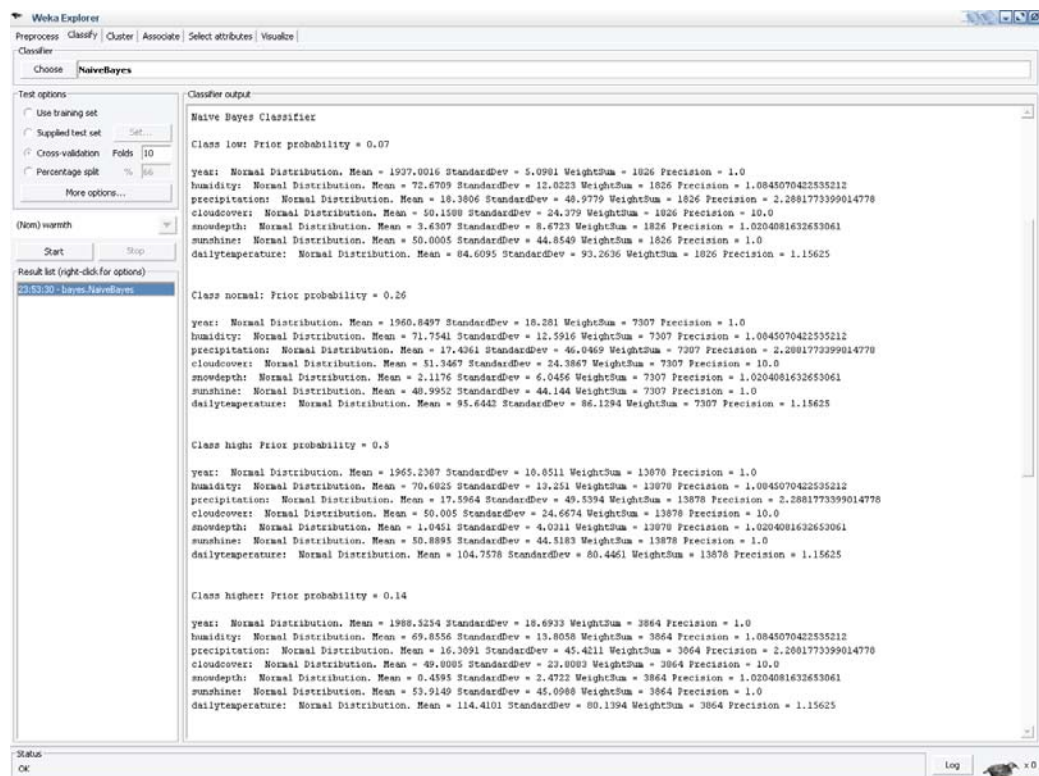 Weka Explorer
Preprocess Classify Cluster Associate Select attributes Visualize
Classifier
Choose NaiveBayes
Test options
Use training set
Supplied test set Set...
Cross-validation Folds 10
Percentage split % 66
More options...
(Nom) warmth
Start Stop
Result list (right-click for options)
23:53:30 - bayes.NaiveBayes
Classifier output
Naive Bayes Classifier
Class low: Prior probability = 0.07
year: Normal Distribution. Mean = 1937.0016 StandardDev = 5.0981 WeightSum = 1826 Precision = 1.0
humidity: Normal Distribution. Mean = 72.6709 StandardDev = 12.0223 WeightSum = 1826 Precision = 1.0845070422535212
precipitation: Normal Distribution. Mean = 18.3806 StandardDev = 48.9779 WeightSum = 1826 Precision = 2.2881773399014778
cloudcover: Normal Distribution. Mean = 50.1588 StandardDev = 24.379 WeightSum = 1826 Precision = 10.0
snowdepth: Normal Distribution. Mean = 3.6307 StandardDev = 8.6723 WeightSum = 1826 Precision = 1.0204081632653061
sunshine: Normal Distribution. Mean = 50.0005 StandardDev = 44.8549 WeightSum = 1826 Precision = 1.0
dailytemperature: Normal Distribution. Mean = 84.6095 StandardDev = 93.2636 WeightSum = 1826 Precision = 1.15625
Class normal: Prior probability = 0.26
year: Normal Distribution. Mean = 1960.8497 StandardDev = 18.281 WeightSum = 7307 Precision = 1.0
humidity: Normal Distribution. Mean = 71.7541 StandardDev = 12.5916 WeightSum = 7307 Precision = 1.0845070422535212
precipitation: Normal Distribution. Mean = 17.4361 StandardDev = 46.0469 WeightSum = 7307 Precision = 2.2881773399014778
cloudcover: Normal Distribution. Mean = 51.3467 StandardDev = 24.3867 WeightSum = 7307 Precision = 10.0
snowdepth: Normal Distribution. Mean = 2.1176 StandardDev = 6.0456 WeightSum = 7307 Precision = 1.0204081632653061
sunshine: Normal Distribution. Mean = 48.9952 StandardDev = 44.144 WeightSum = 7307 Precision = 1.0
dailytemperature: Normal Distribution. Mean = 95.6442 StandardDev = 86.1294 WeightSum = 7307 Precision = 1.15625
Class high: Prior probability = 0.5
year: Normal Distribution. Mean = 1965.2387 StandardDev = 18.8511 WeightSum = 13878 Precision = 1.0
humidity: Normal Distribution. Mean = 70.6825 StandardDev = 13.251 WeightSum = 13878 Precision = 1.0845070422535212
precipitation: Normal Distribution. Mean = 17.5964 StandardDev = 49.5394 WeightSum = 13878 Precision = 2.2881773399014778
cloudcover: Normal Distribution. Mean = 50.005 StandardDev = 24.6674 WeightSum = 13878 Precision = 10.0
snowdepth: Normal Distribution. Mean = 1.0451 StandardDev = 4.0311 WeightSum = 13878 Precision = 1.0204081632653061
sunshine: Normal Distribution. Mean = 50.8895 StandardDev = 44.5183 WeightSum = 13878 Precision = 1.0
dailytemperature: Normal Distribution. Mean = 104.7578 StandardDev = 80.4461 WeightSum = 13878 Precision = 1.15625
Class higher: Prior probability = 0.14
year: Normal Distribution. Mean = 1988.5254 StandardDev = 18.6933 WeightSum = 3864 Precision = 1.0
humidity: Normal Distribution. Mean = 69.8556 StandardDev = 13.8058 WeightSum = 3864 Precision = 1.0845070422535212
precipitation: Normal Distribution. Mean = 16.3891 StandardDev = 45.4211 WeightSum = 3864 Precision = 2.2881773399014778
cloudcover: Normal Distribution. Mean = 49.8085 StandardDev = 23.8083 WeightSum = 3864 Precision = 10.0
snowdepth: Normal Distribution. Mean = 0.4595 StandardDev = 2.4722 WeightSum = 3864 Precision = 1.0204081632653061
sunshine: Normal Distribution. Mean = 53.9149 StandardDev = 45.0988 WeightSum = 3864 Precision = 1.0
dailytemperature: Normal Distribution. Mean = 114.4101 StandardDev = 80.1394 WeightSum = 3864 Precision = 1.15625
Status
OK
Log
x 0